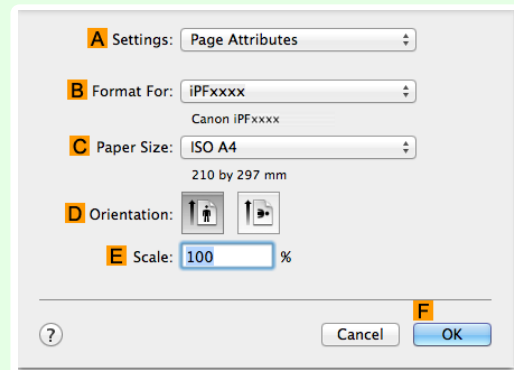 A Settings: Page Attributes
B Format For: iPFxxxx
Canon iPFxxxx
C Paper Size: ISO A4
210 by 297 mm
D Orientation:
E Scale: 100 %
F
? Cancel OK